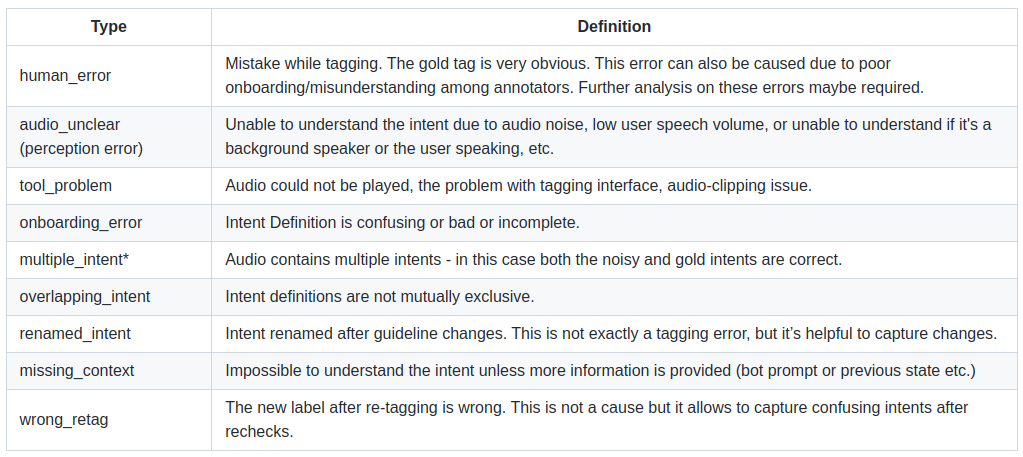 Type Definition
human_error
Mistake while tagging. The gold tag is very obvious. This error can also be caused due to poor
onboarding/misunderstanding among annotators. Further analysis on these errors maybe required.
audio_unclear
(perception error)
Unable to understand the intent due to audio noise, low user speech volume, or unable to understand if it's a
background speaker or the user speaking, etc.
tool_problem Audio could not be played, the problem with tagging interface, audio-clipping issue.
onboarding_error Intent Definition is confusing or bad or incomplete.
multiple_intent* Audio contains multiple intents - in this case both the noisy and gold intents are correct.
overlapping_intent Intent definitions are not mutually exclusive.
renamed_intent Intent renamed after guideline changes. This is not exactly a tagging error, but it’s helpful to capture changes.
missing_context Impossible to understand the intent unless more information is provided (bot prompt or previous state etc.)
wrong_retag
The new label after re-tagging is wrong. This is not a cause but it allows to capture confusing intents after
rechecks.